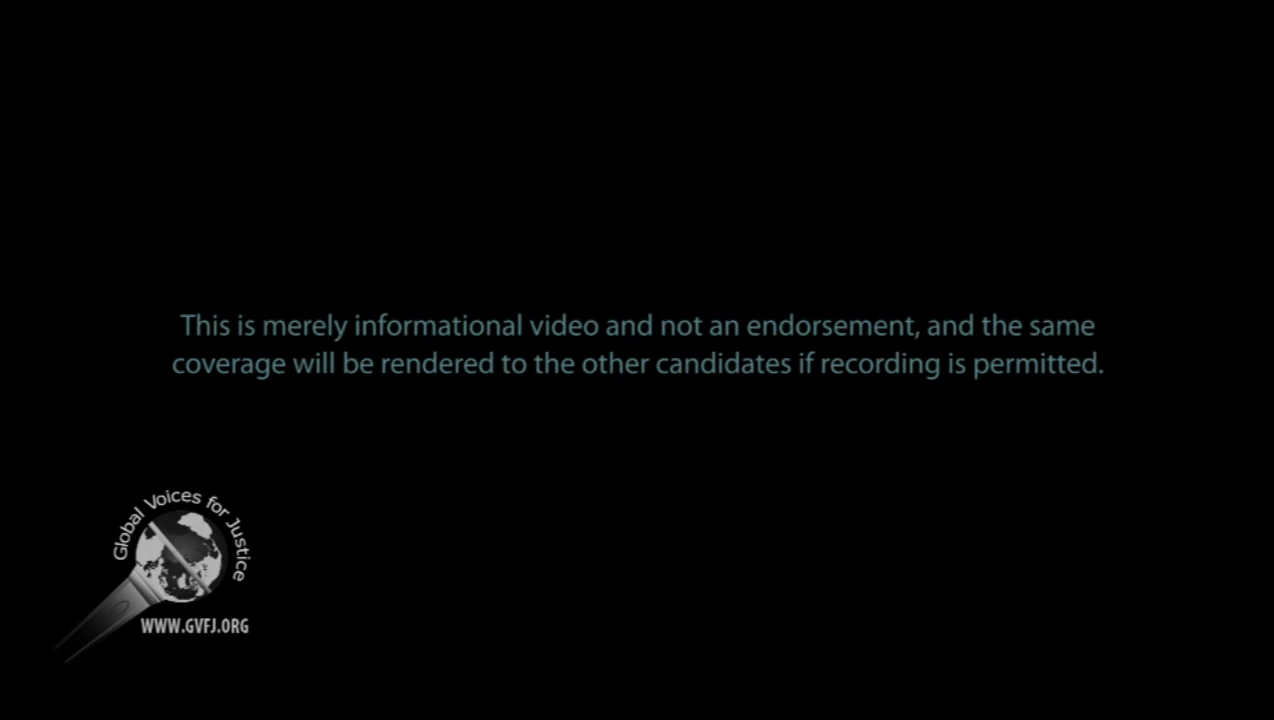 This is merely informational video and not an endorsement, and the same
coverage will be rendered to the other candidates if recording is permitted.
Global Voices for Justice
WWW.GVFJ.ORG